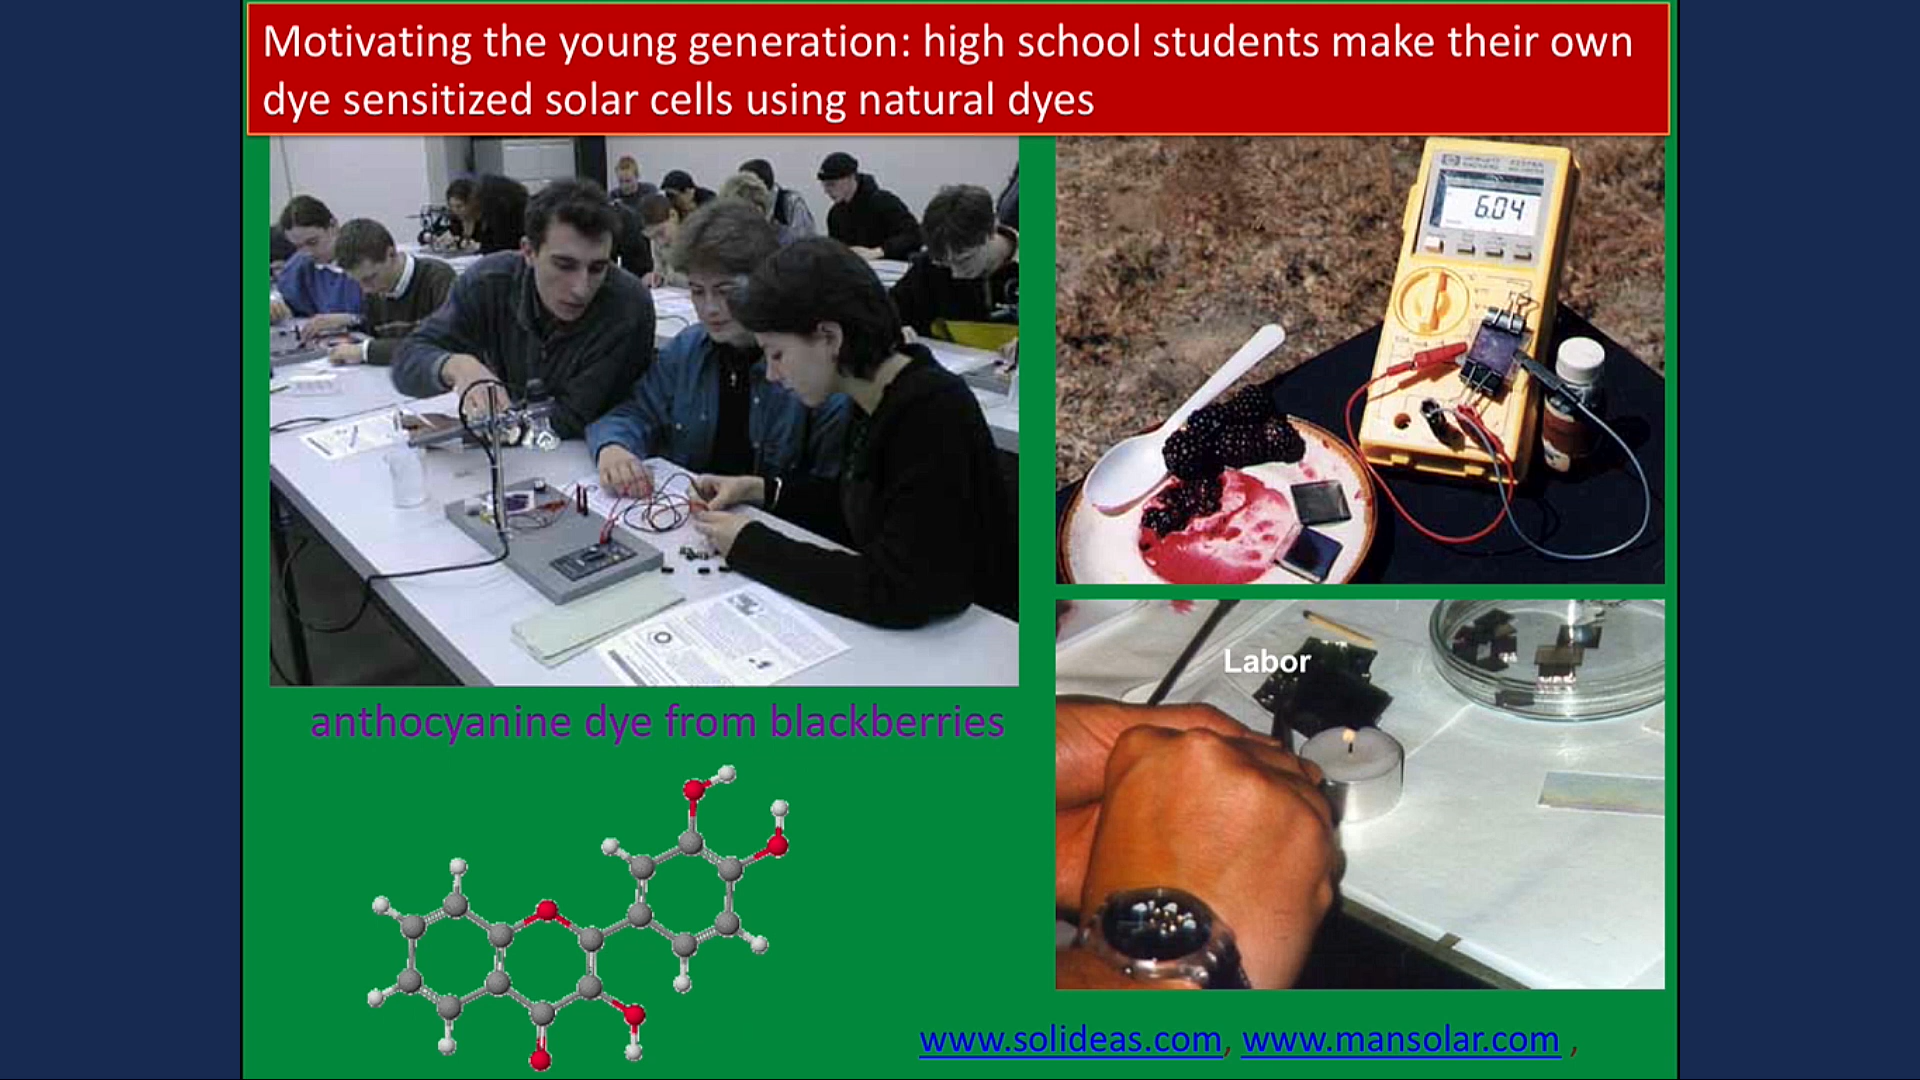 Motivating the young generation: high school students make their own
dye sensitized solar cells using natural dyes
6.04
Labor
anthocyanine dye from blackberries
www.solideas.com, www.mansolar.com ,